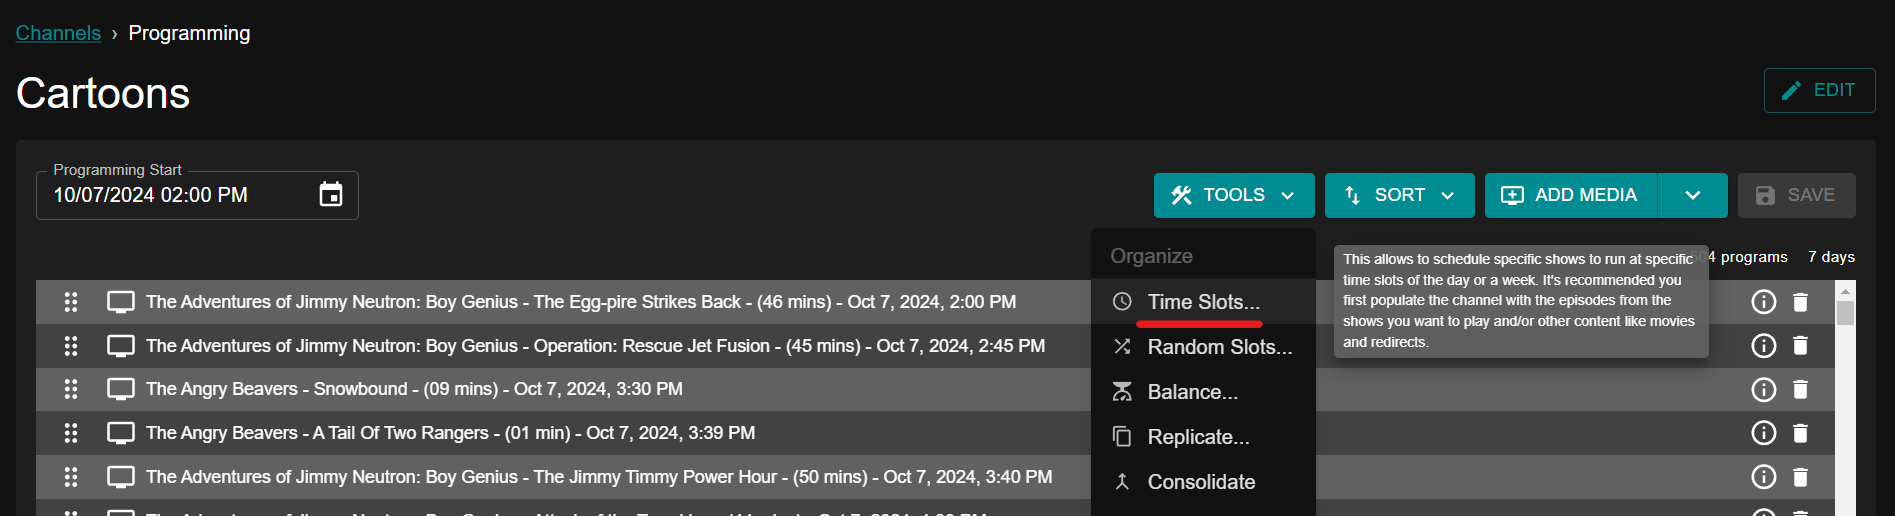 Channels › Programming
Cartoons
EDIT
Programming Start
10/07/2024 02:00 PM
TOOLS
SORT
ADD MEDIA
SAVE
Organize
Time Slots...
Random Slots...
Balance...
Replicate...
Consolidate
This allows to schedule specific shows to run at specific
time slots of the day or a week. It's recommended you
first populate the channel with the episodes from the
shows you want to play and/or other content like movies
and redirects.
programs 7 days
The Adventures of Jimmy Neutron: Boy Genius - The Egg-pire Strikes Back - (46 mins) - Oct 7, 2024, 2:00 PM
The Adventures of Jimmy Neutron: Boy Genius - Operation: Rescue Jet Fusion - (45 mins) - Oct 7, 2024, 2:45 PM
The Angry Beavers - Snowbound - (09 mins) - Oct 7, 2024, 3:30 PM
The Angry Beavers - A Tail Of Two Rangers - (01 min) - Oct 7, 2024, 3:39 PM
The Adventures of Jimmy Neutron: Boy Genius - The Jimmy Timmy Power Hour - (50 mins) - Oct 7, 2024, 3:40 PM